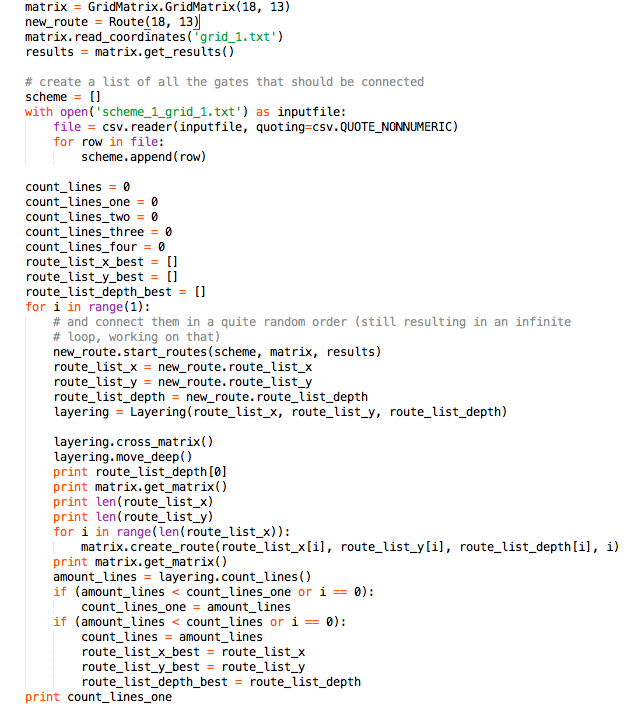 matrix = GridMatrix.GridMatrix(18, 13)
new_route = Route(18, 13)
matrix.read_coordinates('grid_1.txt')
results = matrix.get_results()

# create a list of all the gates that should be connected
scheme = []
with open('scheme_1_grid_1.txt') as inputfile:
    file = csv.reader(inputfile, quoting=csv.QUOTE_NONNUMERIC)
    for row in file:
        scheme.append(row)

count_lines = 0
count_lines_one = 0
count_lines_two = 0
count_lines_three = 0
count_lines_four = 0
route_list_x_best = []
route_list_y_best = []
route_list_depth_best = []
for i in range(1):
    # and connect them in a quite random order (still resulting in an infinite
    # loop, working on that)
    new_route.start_routes(scheme, matrix, results)
    route_list_x = new_route.route_list_x
    route_list_y = new_route.route_list_y
    route_list_depth = new_route.route_list_depth
    layering = Layering(route_list_x, route_list_y, route_list_depth)

    layering.cross_matrix()
    layering.move_deep()
    print route_list_depth[0]
    print matrix.get_matrix()
    print len(route_list_x)
    print len(route_list_y)
    for i in range(len(route_list_x)):
        matrix.create_route(route_list_x[i], route_list_y[i], route_list_depth[i], i)
    print matrix.get_matrix()
    amount_lines = layering.count_lines()
    if (amount_lines < count_lines_one or i == 0):
        count_lines_one = amount_lines
    if (amount_lines < count_lines or i == 0):
        count_lines = amount_lines
        route_list_x_best = route_list_x
        route_list_y_best = route_list_y
        route_list_depth_best = route_list_depth
print count_lines_one